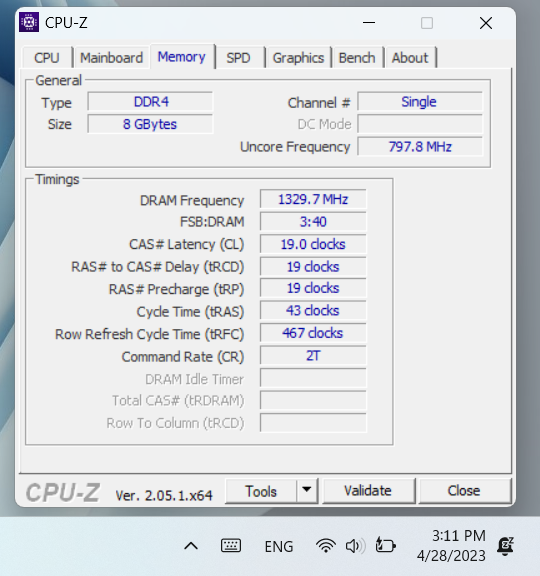 CPU-Z
CPU Mainboard Memory SPD Graphics Bench About
General
Type DDR4 Channel # Single
Size 8 GBytes DC Mode
Uncore Frequency 797.8 MHz
Timings
DRAM Frequency 1329.7 MHz
FSB:DRAM 3:40
CAS# Latency (CL) 19.0 clocks
RAS# to CAS# Delay (tRCD) 19 clocks
RAS# Precharge (tRP) 19 clocks
Cycle Time (tRAS) 43 clocks
Row Refresh Cycle Time (tRFC) 467 clocks
Command Rate (CR) 2T
DRAM Idle Timer
Total CAS# (tRDRAM)
Row To Column (tRCD)
CPU-Z Ver. 2.05.1.x64 Tools Validate Close
ENG 3:11 PM
4/28/2023